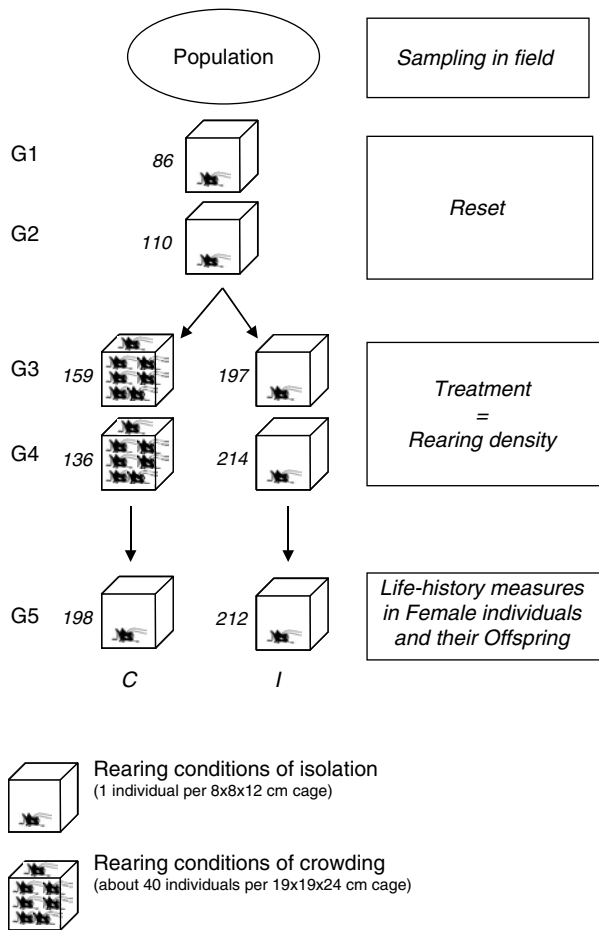 Population
Sampling in field
G1
86
G2
110
Reset
G3
159
197
G4
136
214
Treatment
=
Rearing density
G5
198
212
Life-history measures
in Female individuals
and their Offspring
C
I
Rearing conditions of isolation
(1 individual per 8x8x12 cm cage)
Rearing conditions of crowding
(about 40 individuals per 19x19x24 cm cage)